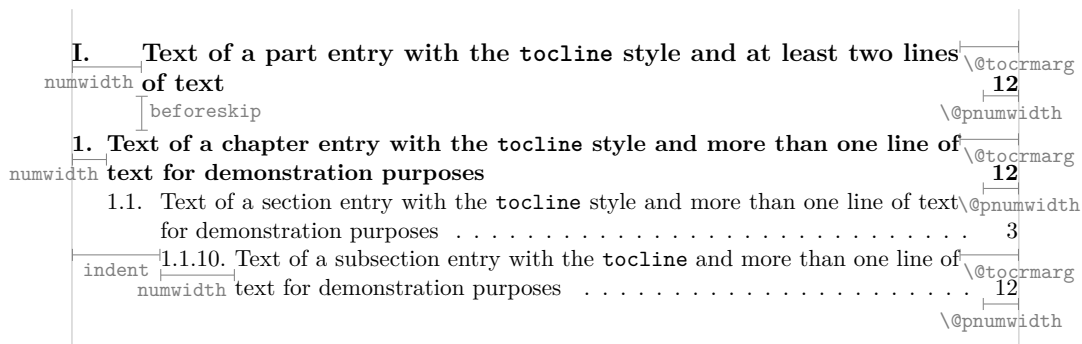 I. Text of a part entry with the tocline style and at least two lines \@tocrmarg
numwidth of text 12
beforeskip \@pnumwidth
1. Text of a chapter entry with the tocline style and more than one line of \@tocrmarg
numwidth text for demonstration purposes 12
1.1. Text of a section entry with the tocline style and more than one line of text \@pnumwidth
for demonstration purposes . . . . . . . . . . . . . . . . . . . . . . . . . . . . . . . 3
1.1.10. Text of a subsection entry with the tocline and more than one line of \@tocrmarg
indent
numwidth text for demonstration purposes . . . . . . . . . . . . . . . . . . . . . . . 12
\@pnumwidth